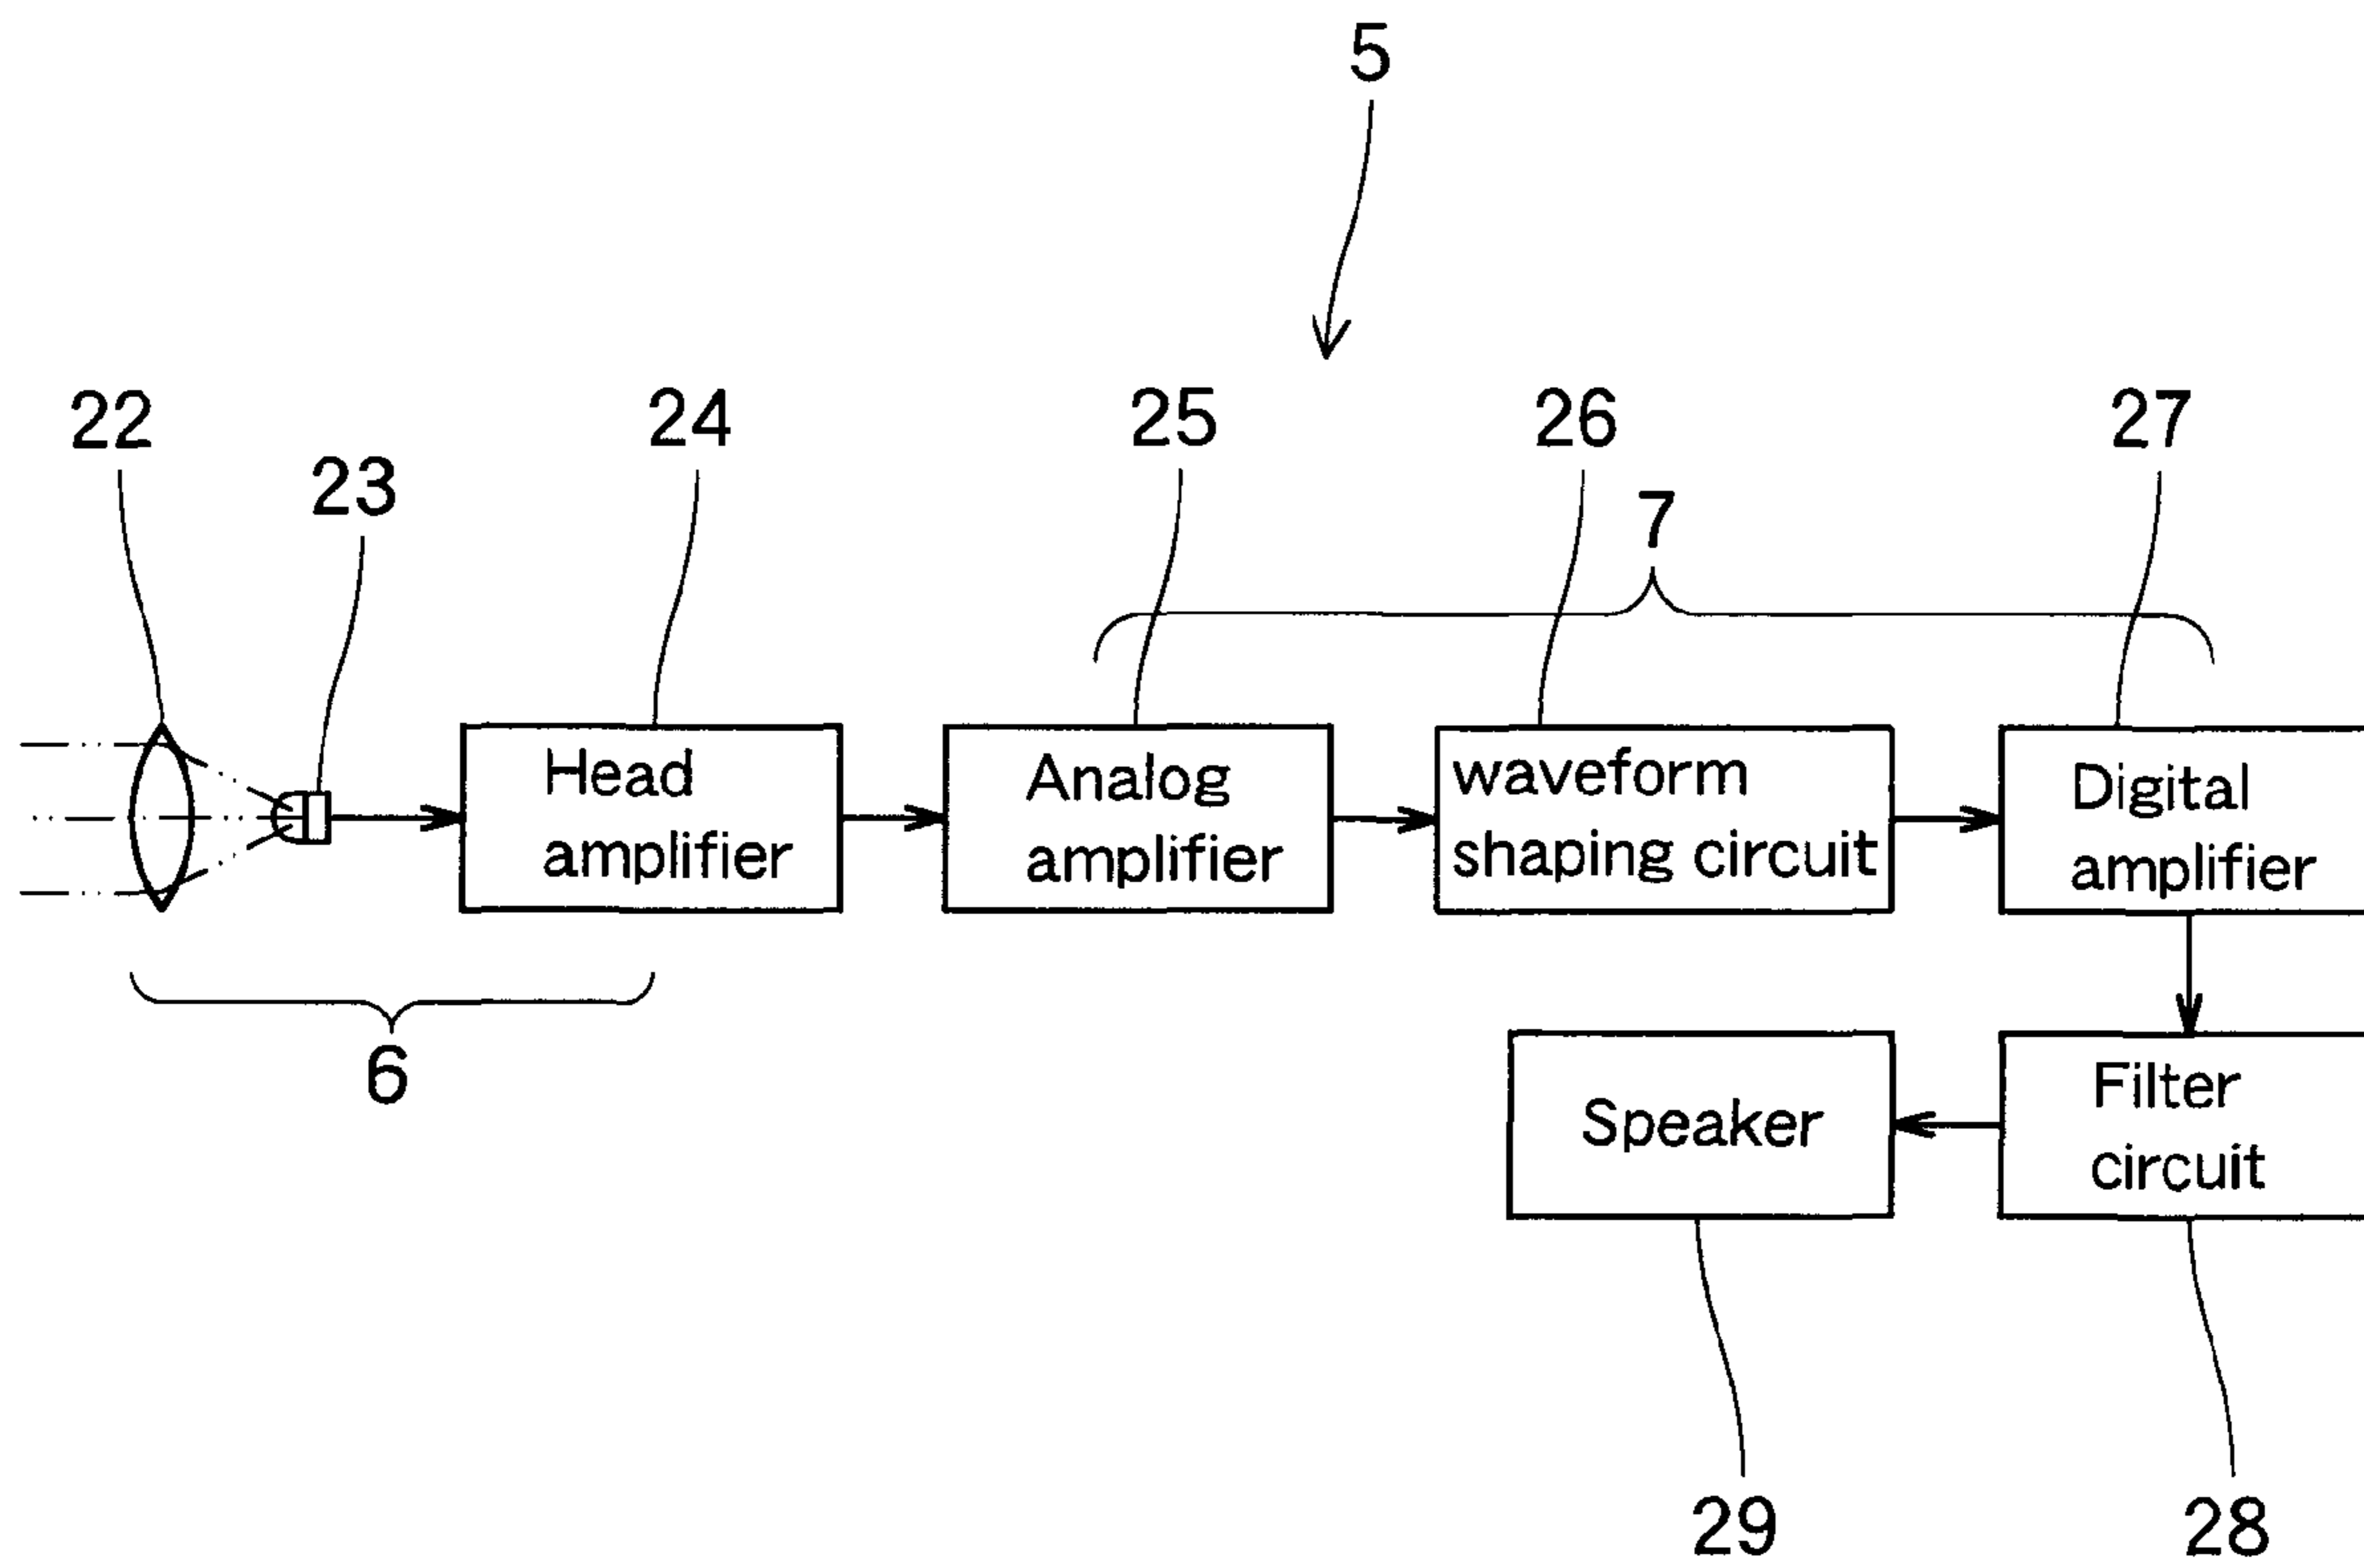 5
22
23
24
25
26
27
7
Head
amplifier
Analog
amplifier
waveform
shaping circuit
Digital
amplifier
6
Speaker
Filter
circuit
29
28